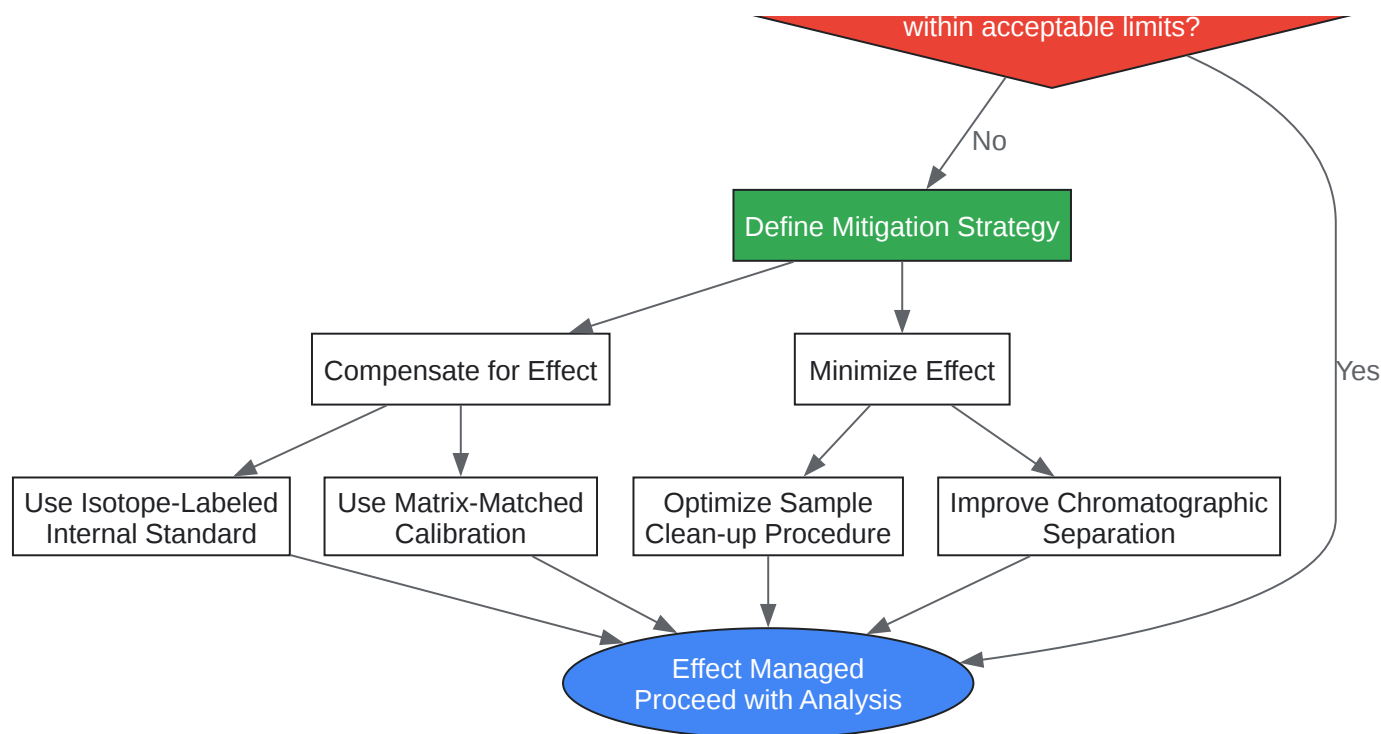 within acceptable limits?
No
Define Mitigation Strategy
Compensate for Effect
Minimize Effect
Yes
Use Isotope-Labeled
Internal Standard
Use Matrix-Matched
Calibration
Optimize Sample
Clean-up Procedure
Improve Chromatographic
Separation
Effect Managed
Proceed with Analysis